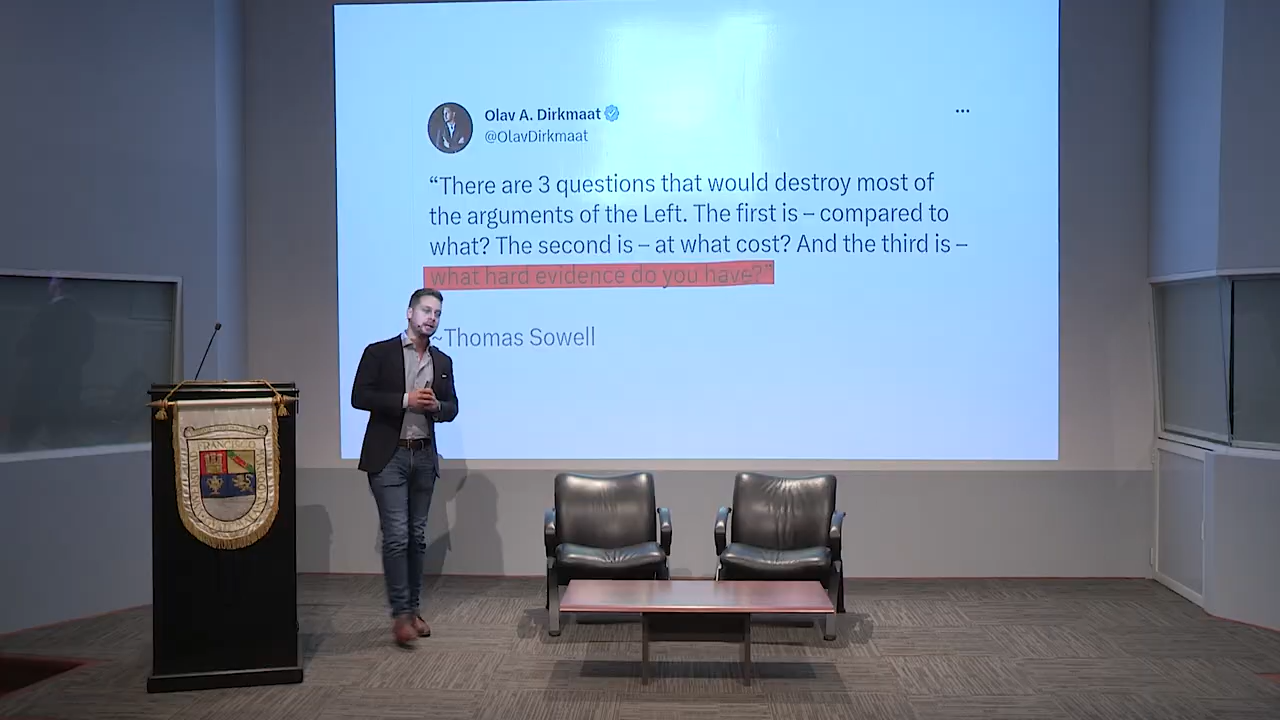 Olav A. Dirkmaat
@OlavDirkmaat
...
“There are 3 questions that would destroy most of
the arguments of the Left. The first is – compared to
what? The second is – at what cost? And the third is –
what hard evidence do you have?”
~Thomas Sowell
FRANCISCO